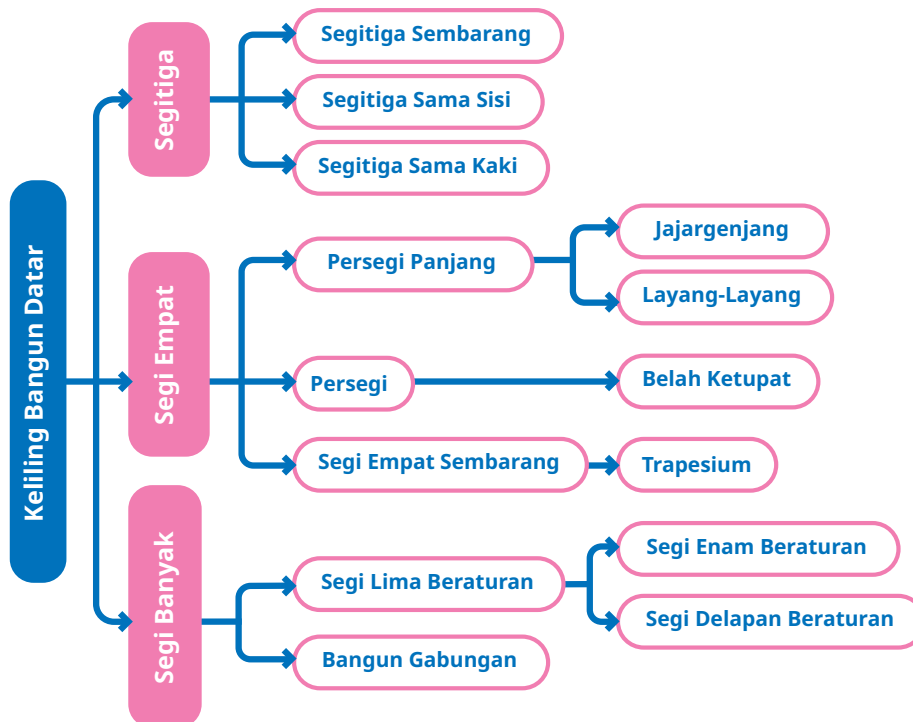 Keliling Bangun Datar
Segitiga
Segitiga Sembarang
Segitiga Sama Sisi
Segitiga Sama Kaki
Segi Empat
Persegi Panjang
Jajargenjang
Layang-Layang
Persegi
Belah Ketupat
Segi Empat Sembarang
Trapesium
Segi Banyak
Segi Lima Beraturan
Segi Enam Beraturan
Segi Delapan Beraturan
Bangun Gabungan